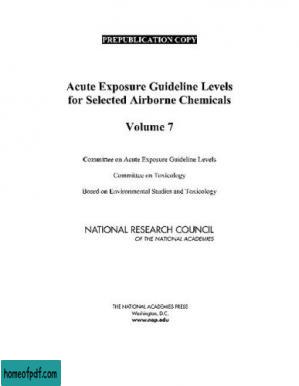 PREPUBLICATION COPY
Acute Exposure Guideline Levels
for Selected Airborne Chemicals
Volume 7
Committee on Acute Exposure Guideline Levels
Committee on Toxicology
Board on Environmental Studies and Toxicology
NATIONAL RESEARCH COUNCIL
OF THE NATIONAL ACADEMIES
THE NATIONAL ACADEMIES PRESS
Washington, D.C.
www.nap.edu
homeofpdf.com